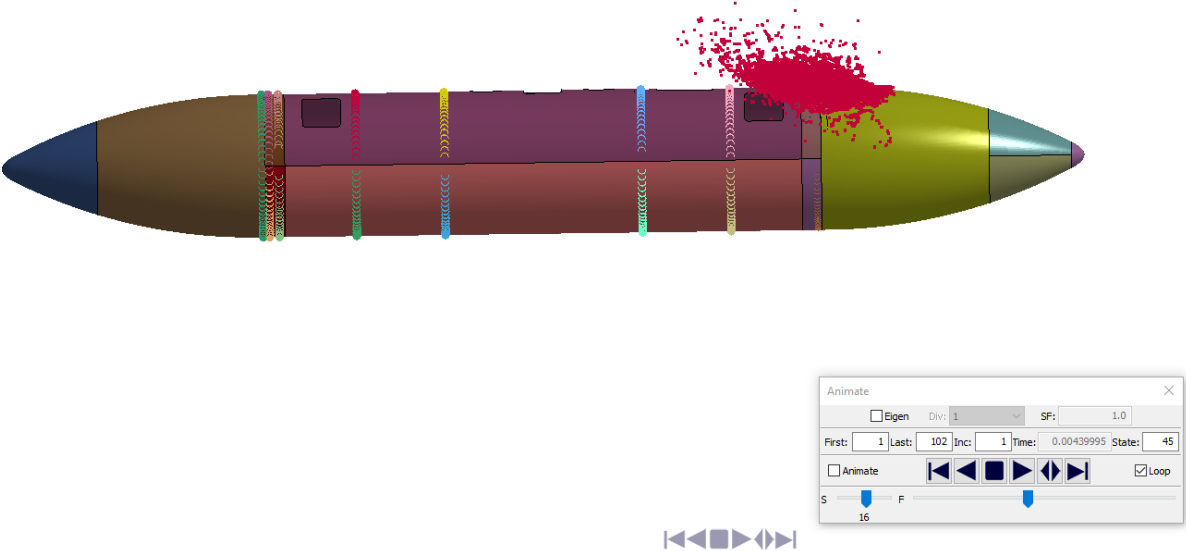 Animate
Eigen Div: 1 SF: 1.0
First: 1 Last: 102 Inc: 1 Time: 0.00439995 State: 45
Animate Loop
S F
16